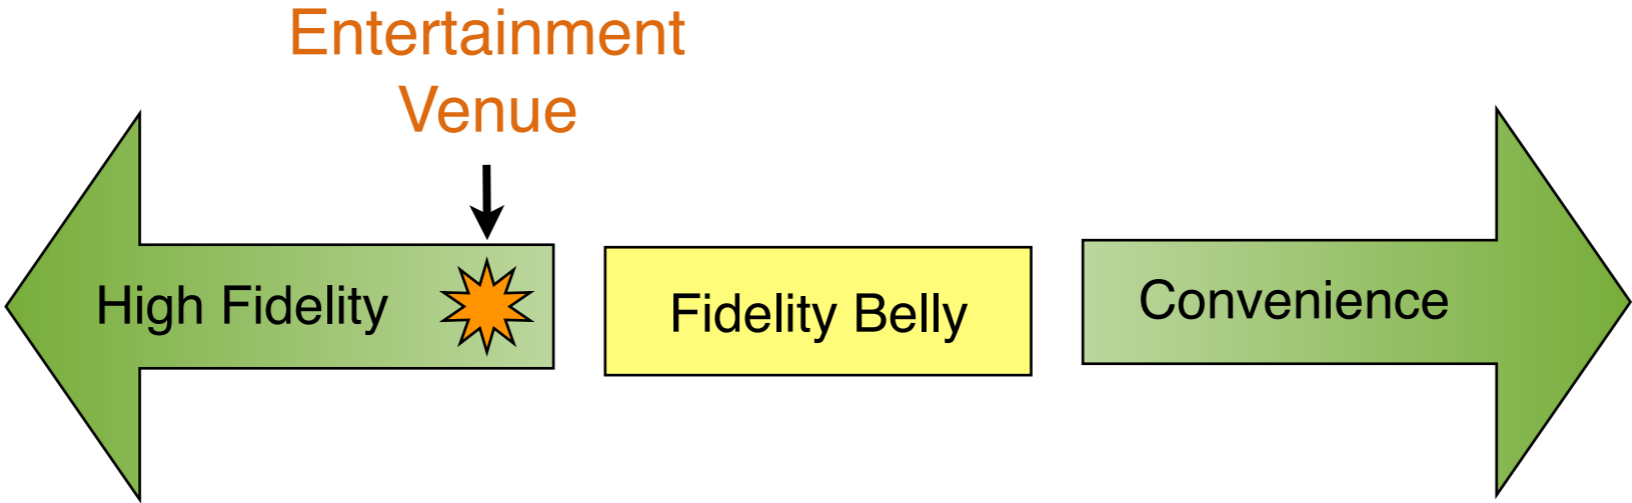 Entertainment
Venue
High Fidelity
Fidelity Belly
Convenience